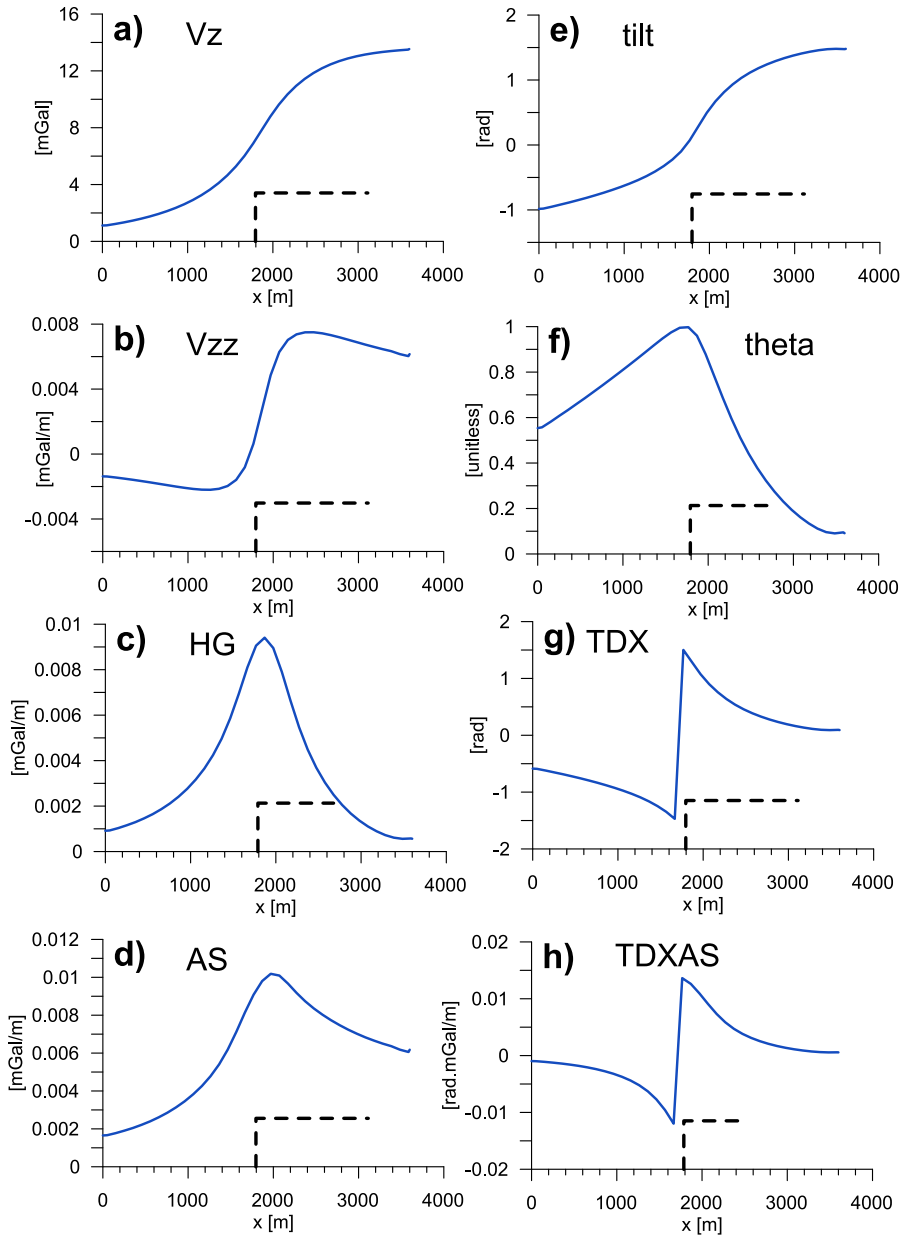 a) Vz
16
12
8
4
0
[mGal]
0 1000 2000 3000 4000
x [m]
b) Vzz
0.008
0.004
0
-0.004
[mGal/m]
0 1000 2000 3000 4000
x [m]
c) HG
0.01
0.008
0.006
0.004
0.002
0
[mGal/m]
0 1000 2000 3000 4000
x [m]
d) AS
0.012
0.01
0.008
0.006
0.004
0.002
0
[mGal/m]
0 1000 2000 3000 4000
x [m]
e) tilt
2
1
0
-1
[rad]
0 1000 2000 3000 4000
x [m]
f) theta
1
0.8
0.6
0.4
0.2
0
[unitless]
0 1000 2000 3000 4000
x [m]
g) TDX
2
1
0
-1
-2
[rad]
0 1000 2000 3000 4000
x [m]
h) TDXAS
0.02
0.01
0
-0.01
-0.02
[rad.mGal/m]
0 1000 2000 3000 4000
x [m]